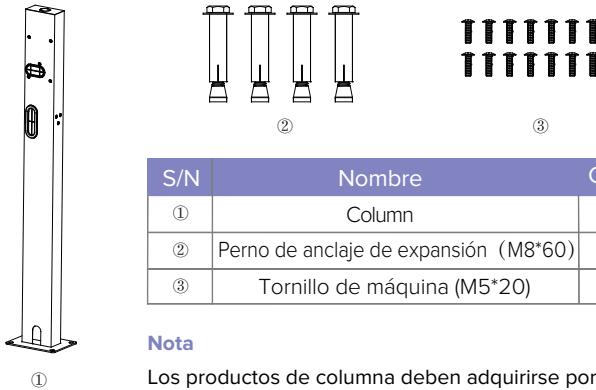 ② ③
S/N Nombre
① Column
② Perno de anclaje de expansión (M8*60)
③ Tornillo de máquina (M5*20)
Nota
①
Los productos de columna deben adquirirse por